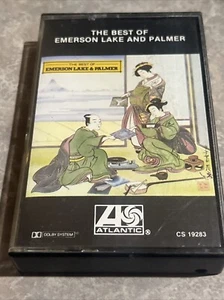 THE BEST OF
EMERSON LAKE AND PALMER
THE BEST OF
EMERSON LAKE & PALMER
DOLBY SYSTEM
ATLANTIC®
CS 19283